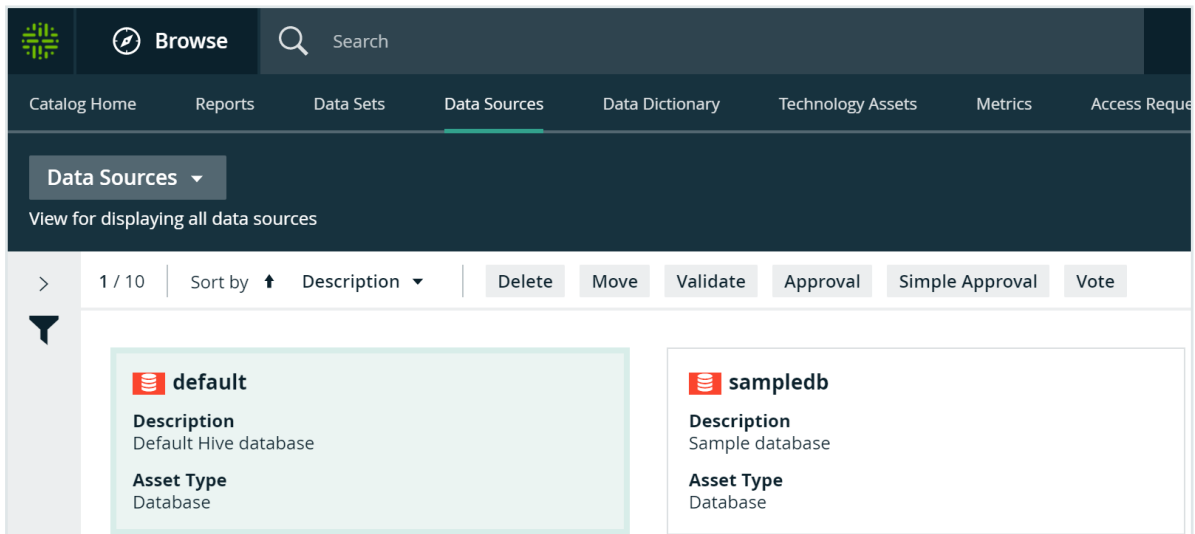 Browse Search
Catalog Home Reports Data Sets Data Sources Data Dictionary Technology Assets Metrics Access Reque
Data Sources
View for displaying all data sources
1 / 10 Sort by Description Delete Move Validate Approval Simple Approval Vote
default
Description
Default Hive database
Asset Type
Database
sampledb
Description
Sample database
Asset Type
Database